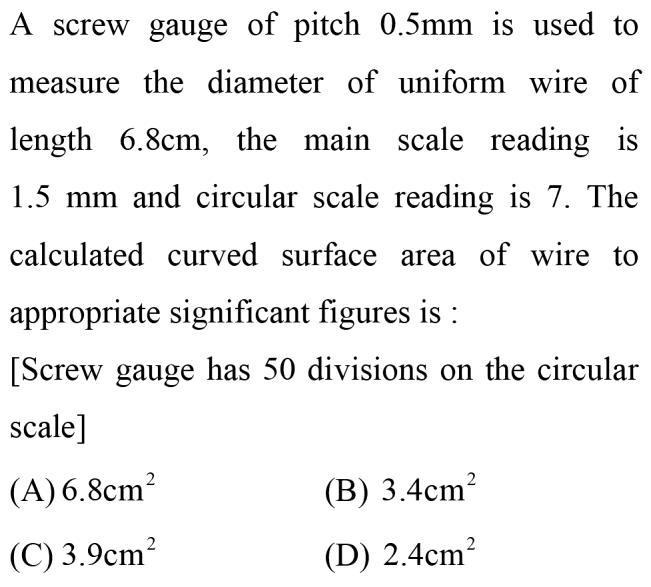 A screw gauge of pitch 0.5mm is used to
measure the diameter of uniform wire of
length 6.8cm, the main scale reading is
1.5 mm and circular scale reading is 7. The
calculated curved surface area of wire to
appropriate significant figures is :
[Screw gauge has 50 divisions on the circular
scale]
(A) 6.8cm² (B) 3.4cm²
(C) 3.9cm² (D) 2.4cm²